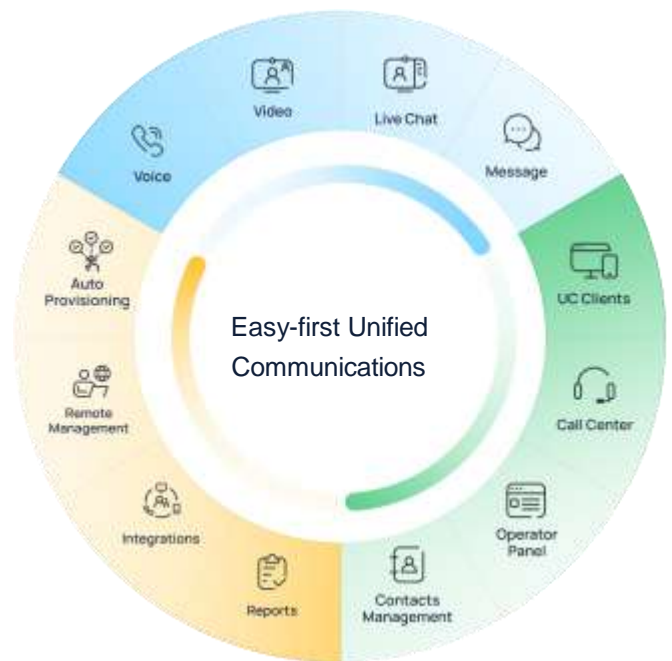 Video
Live Chat
Voice
Message
Auto
Provisioning
UC Clients
Easy-first Unified
Communications
Remote
Management
Call Center
Integrations
Operator
Panel
Reports
Contacts
Management